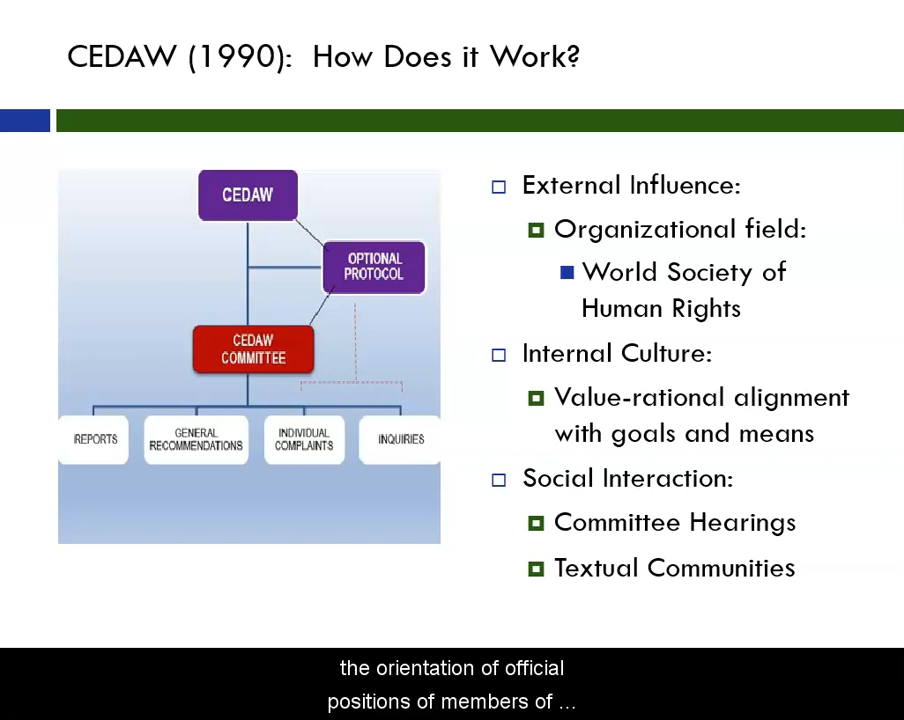 CEDAW (1990): How Does it Work?
CEDAW
OPTIONAL
PROTOCOL
CEDAW
COMMITTEE
REPORTS
GENERAL
RECOMMENDATIONS
INDIVIDUAL
COMPLAINTS
INQUIRIES
External Influence:
Organizational field:
World Society of
Human Rights
Internal Culture:
Value-rational alignment
with goals and means
Social Interaction:
Committee Hearings
Textual Communities
the orientation of official
positions of members of ...